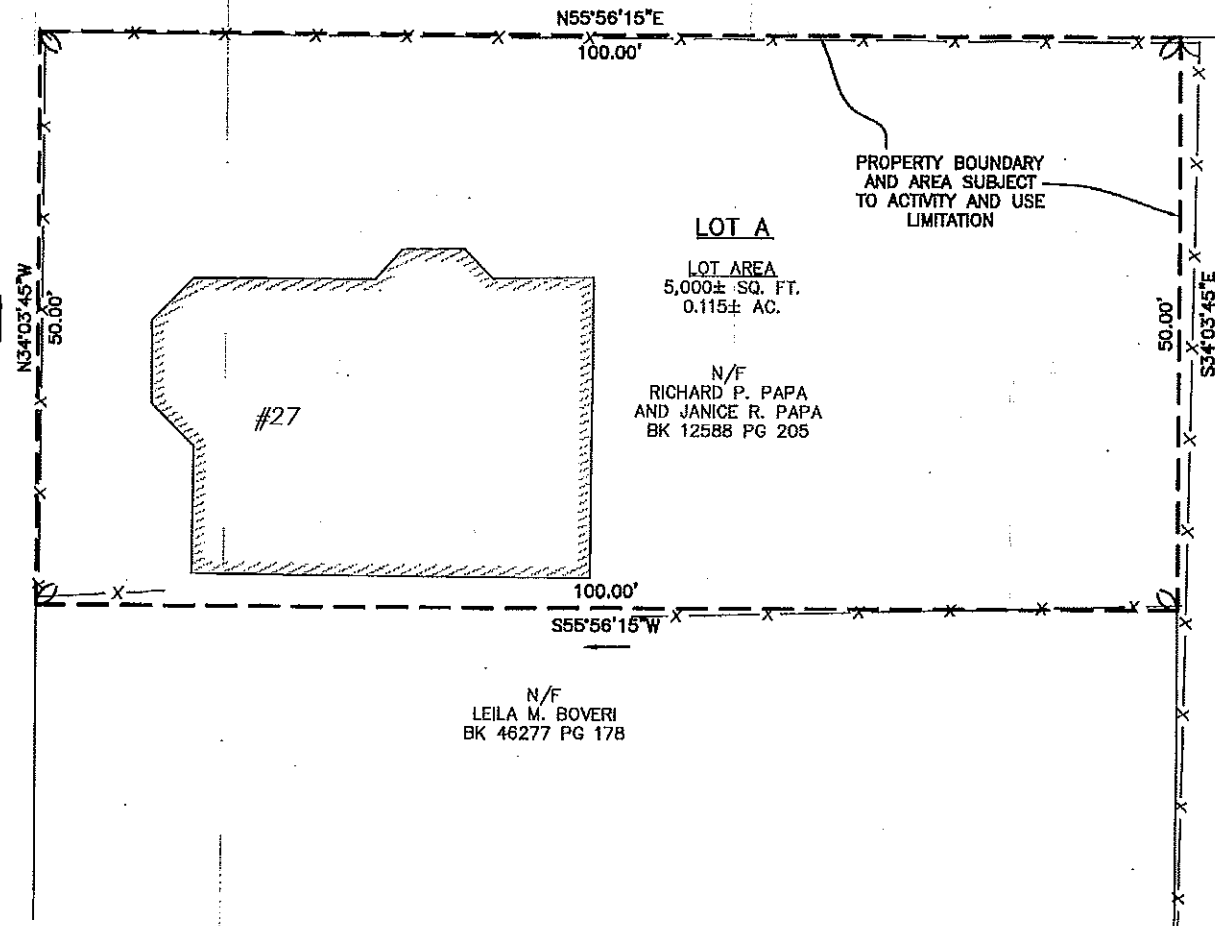 N55°56'15"E
100.00'
PROPERTY BOUNDARY
AND AREA SUBJECT
TO ACTIVITY AND USE
LIMITATION
LOT A
LOT AREA
5,000± SQ. FT.
0.115± AC.
N34°03'45"W
50.00'
50.00'
S34°03'45"E
N/F
RICHARD P. PAPA
AND JANICE R. PAPA
BK 12588 PG 205
#27
100.00'
S55°56'15"W
N/F
LEILA M. BOVERI
BK 46277 PG 178